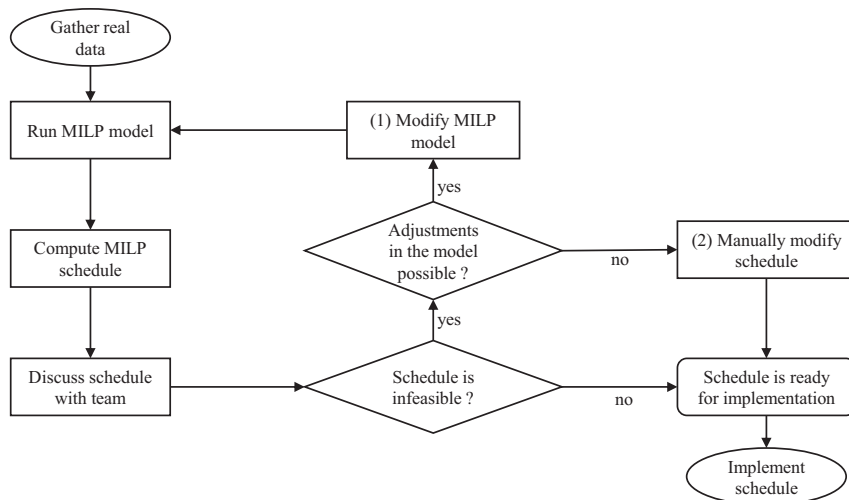 Gather real
data
Run MILP model
(1) Modify MILP
model
yes
Compute MILP
schedule
Adjustments
in the model
possible ?
no
(2) Manually modify
schedule
yes
Discuss schedule
with team
Schedule is
infeasible ?
no
Schedule is ready
for implementation
Implement
schedule